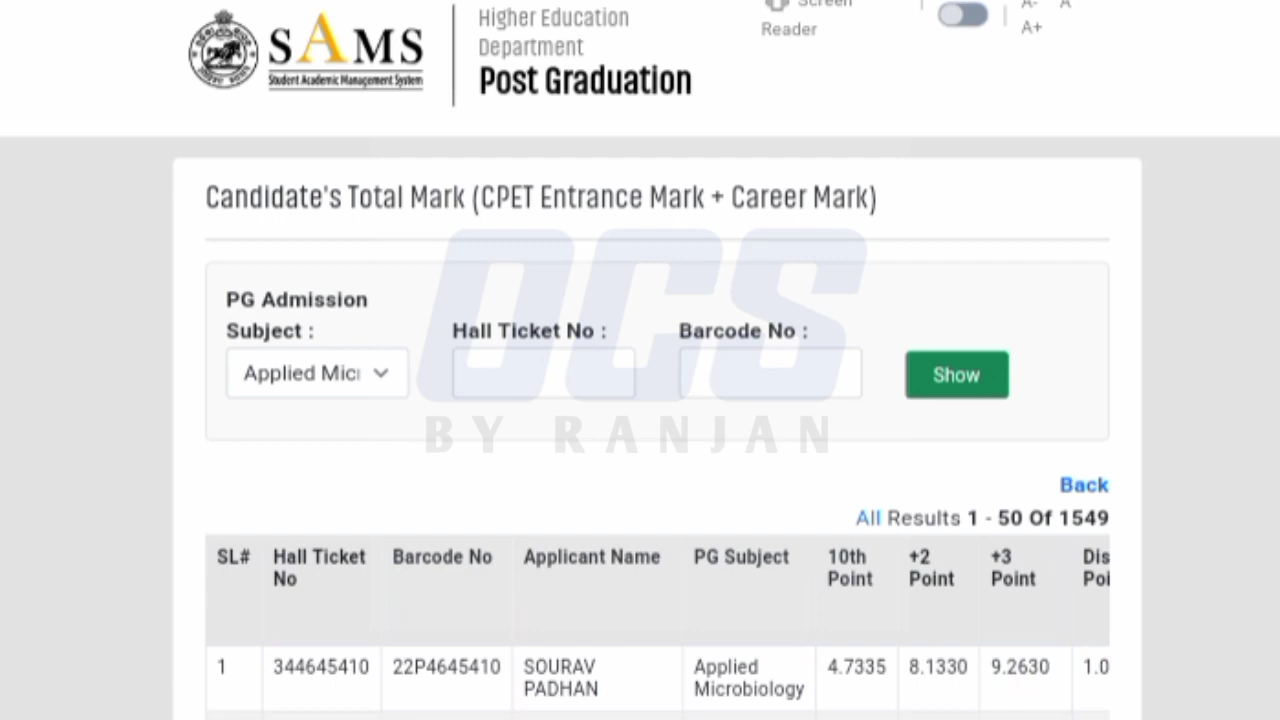 Screen
Reader
A- A
A+
SAMS
Student Academic Management System
Higher Education
Department
Post Graduation
Candidate's Total Mark (CPET Entrance Mark + Career Mark)
OCS
BY RANJAN
PG Admission
Subject : Hall Ticket No : Barcode No :
Applied Mic
Show
Back
All Results 1 - 50 Of 1549
SL# Hall Ticket No Barcode No Applicant Name PG Subject 10th Point +2 Point +3 Point
1 344645410 22P4645410 SOURAV PADHAN Applied Microbiology 4.7335 8.1330 9.2630 1.0